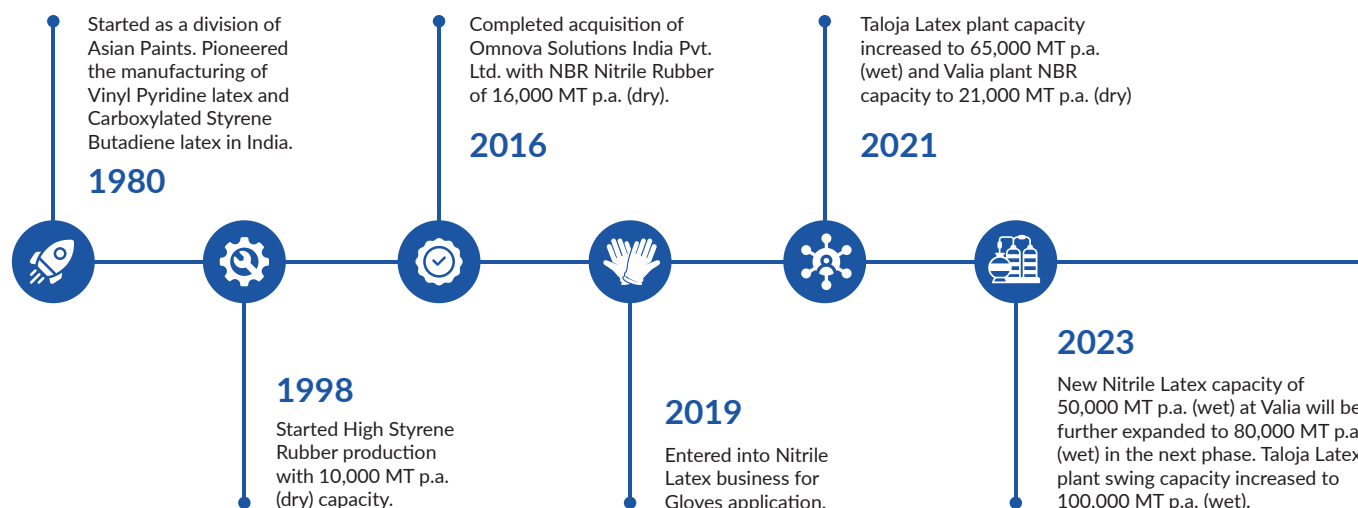 Started as a division of
Asian Paints. Pioneered
the manufacturing of
Vinyl Pyridine latex and
Carboxylated Styrene
Butadiene latex in India.
1980
Completed acquisition of
Omnova Solutions India Pvt.
Ltd. with NBR Nitrile Rubber
of 16,000 MT p.a. (dry).
2016
Taloja Latex plant capacity
increased to 65,000 MT p.a.
(wet) and Valia plant NBR
capacity to 21,000 MT p.a. (dry)
2021
1998
Started High Styrene
Rubber production
with 10,000 MT p.a.
(dry) capacity.
2019
Entered into Nitrile
Latex business for
Gloves application.
2023
New Nitrile Latex capacity of
50,000 MT p.a. (wet) at Valia will be
further expanded to 80,000 MT p.a
(wet) in the next phase. Taloja Latex
plant swing capacity increased to
100,000 MT p.a. (wet).